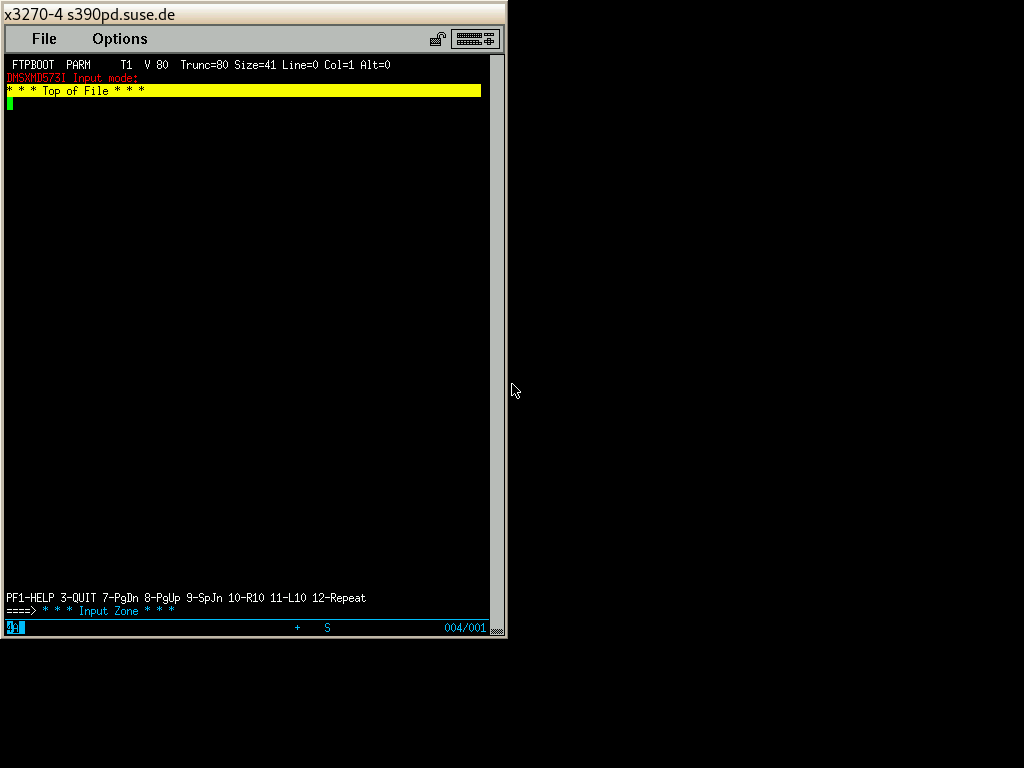 x3270-4 s390pd.suse.de
File Options
FTPBOOT PARM T1 V 80 Trunc=80 Size=41 Line=0 Col=1 Alt=0
DMSXMD573I Input mode:
* * * Top of File * * *
PF1-HELP 3-QUIT 7-PgDn 8-PgUp 9-SpJn 10-R10 11-L10 12-Repeat
====> * * * Input Zone * * *
4A + S 004/001